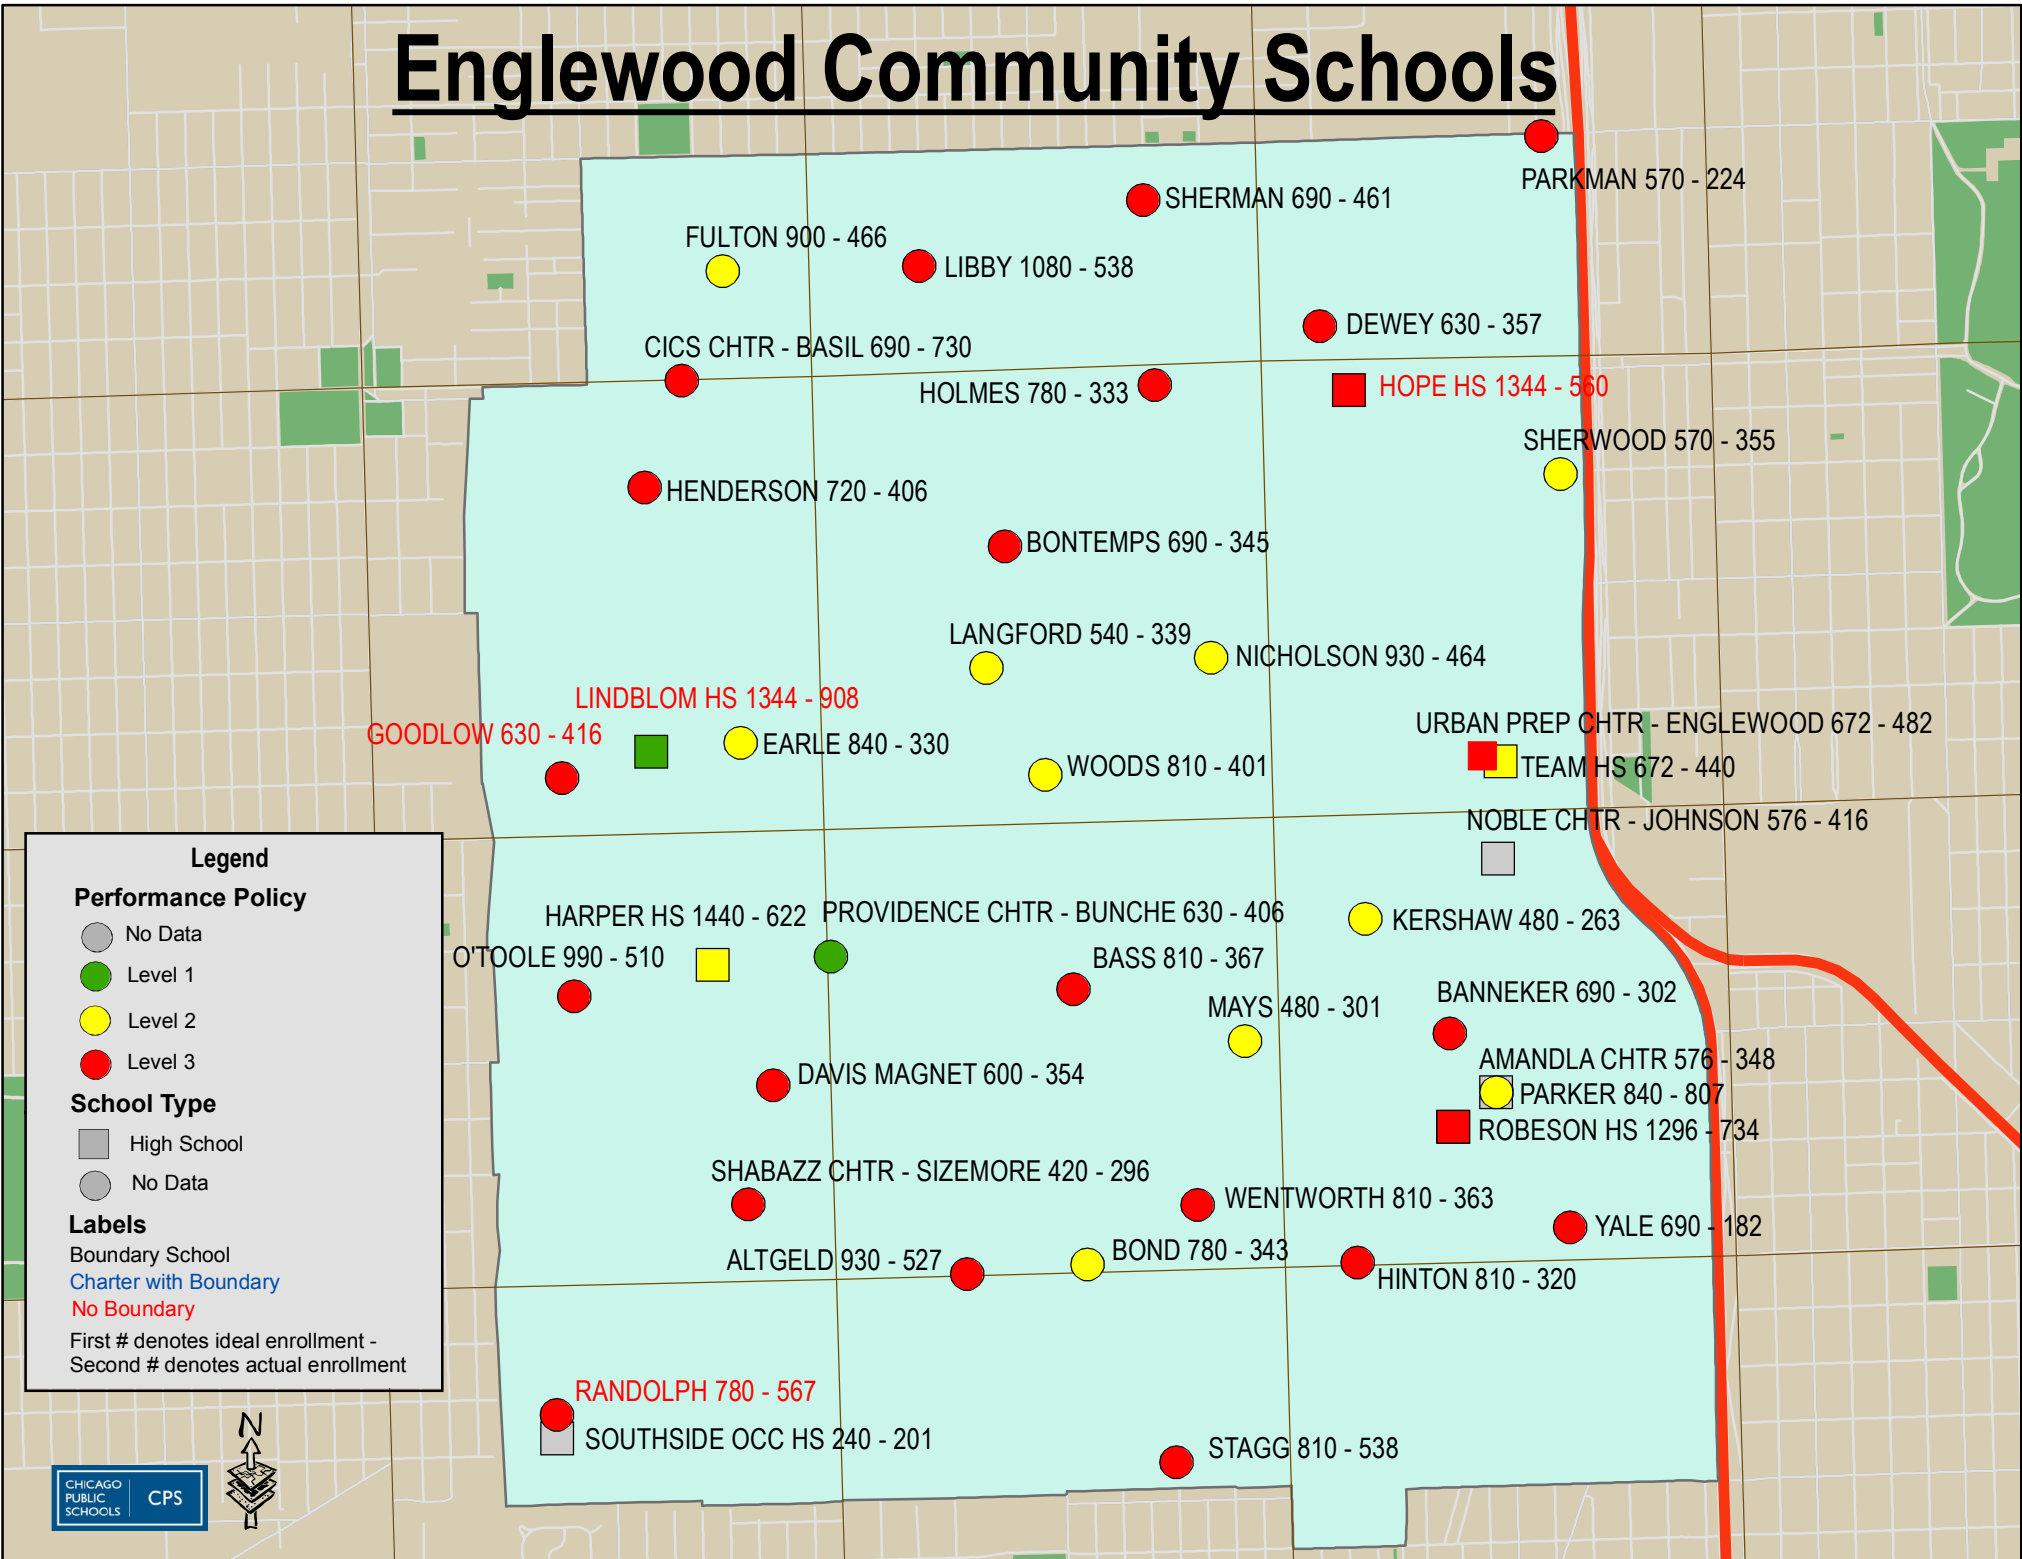 Englewood Community Schools
PARKMAN 570 - 224
SHERMAN 690 - 461
FULTON 900 - 466
LIBBY 1080 - 538
DEWEY 630 - 357
CICS CHTR - BASIL 690 - 730
HOLMES 780 - 333
HOPE HS 1344 - 560
SHERWOOD 570 - 355
HENDERSON 720 - 406
BONTEMPS 690 - 345
LANGFORD 540 - 339
NICHOLSON 930 - 464
LINDBLOM HS 1344 - 908
GOODLOW 630 - 416
EARLE 840 - 330
WOODS 810 - 401
URBAN PREP CHTR - ENGLEWOOD 672 - 482
TEAM HS 672 - 440
NOBLE CHTR - JOHNSON 576 - 416
HARPER HS 1440 - 622
PROVIDENCE CHTR - BUNCHE 630 - 406
KERSHAW 480 - 263
O'TOOLE 990 - 510
BASS 810 - 367
MAYS 480 - 301
BANNEKER 690 - 302
AMANDLA CHTR 576 - 348
DAVIS MAGNET 600 - 354
PARKER 840 - 807
ROBESON HS 1296 - 734
SHABAZZ CHTR - SIZEMORE 420 - 296
WENTWORTH 810 - 363
YALE 690 - 182
ALTGELD 930 - 527
BOND 780 - 343
HINTON 810 - 320
RANDOLPH 780 - 567
SOUTHSIDE OCC HS 240 - 201
STAGG 810 - 538
Legend
Performance Policy
No Data
Level 1
Level 2
Level 3
School Type
High School
No Data
Labels
Boundary School
Charter with Boundary
No Boundary
First # denotes ideal enrollment -
Second # denotes actual enrollment
N
CHICAGO
PUBLIC
SCHOOLS
CPS